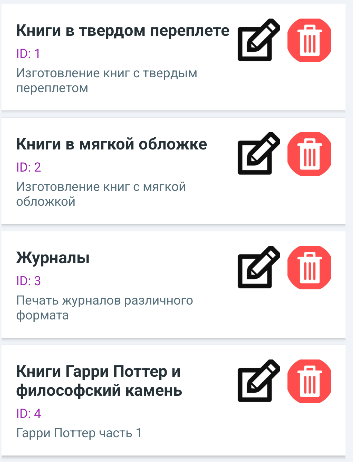 Книги в твердом переплете
ID: 1
Изготовление книг с твердым
переплетом
Книги в мягкой обложке
ID: 2
Изготовление книг с мягкой
обложкой
Журналы
ID: 3
Печать журналов различного
формата
Книги Гарри Поттер и
философский камень
ID: 4
Гарри Поттер часть 1